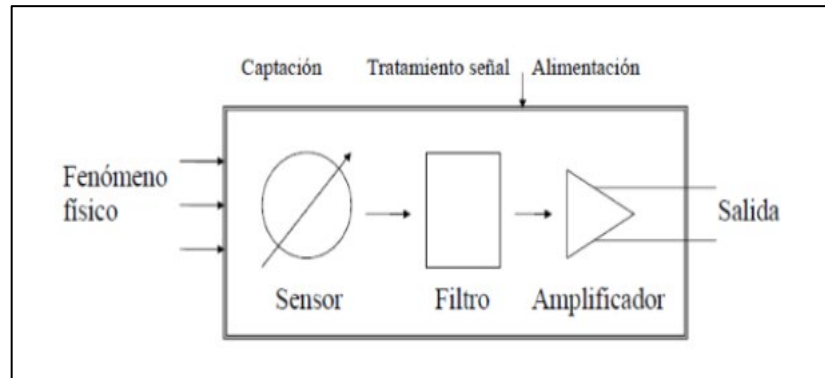 Captación Tratamiento señal Alimentación
Fenómeno
físico
Salida
Sensor Filtro Amplificador